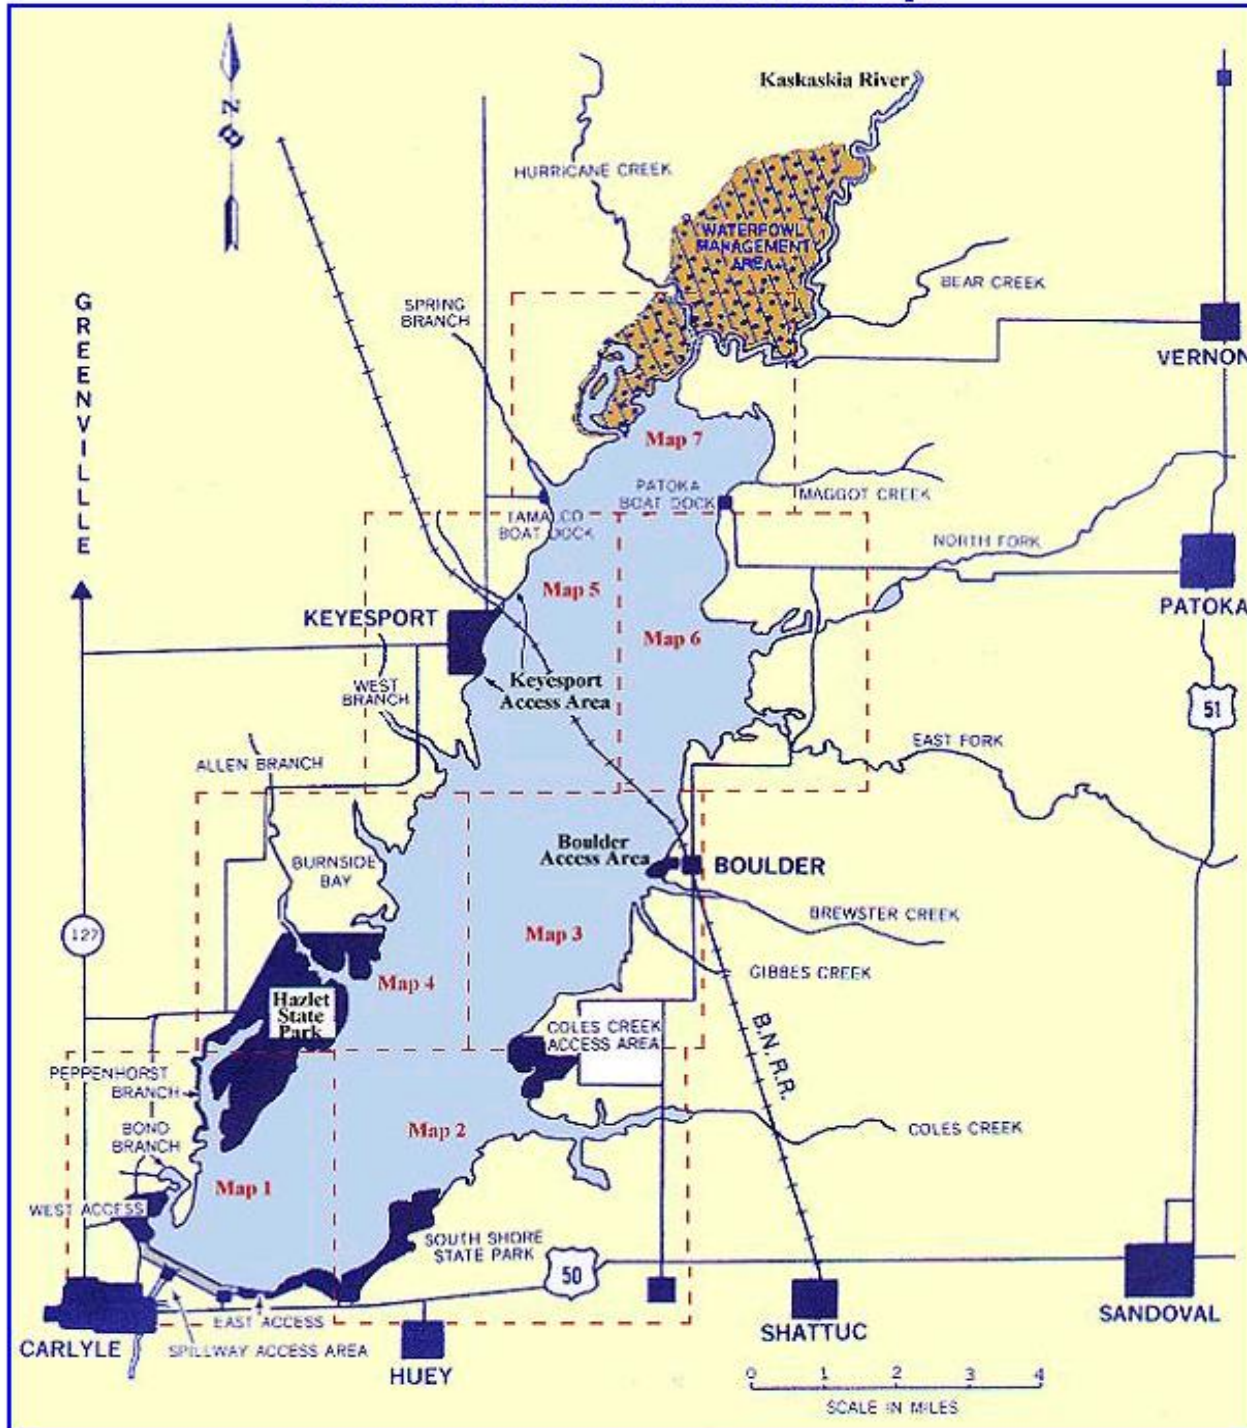 Kaskaskia River
N
HURRICANE CREEK
WATERFOWL
MANAGEMENT
AREA
BEAR CREEK
SPRING
BRANCH
GREENVILLLE
VERNON
Map 7
PATOKA
BOAT DOCK
MAGGOT CREEK
TAMALCO
BOAT DOCK
NORTH FORK
Map 5
KEYESPORT
Map 6
PATOKA
WEST
BRANCH
Keyesport
Access Area
51
EAST FORK
ALLEN BRANCH
BURNSIDE
BAY
Boulder
Access Area
BOULDER
BREWSTER CREEK
127
Map 3
GIBBES CREEK
Map 4
Hazlet
State
Park
COLES CREEK
ACCESS AREA
B.N.R.R.
PEPPENHORST
BRANCH
Map 2
COLES CREEK
BOND
BRANCH
Map 1
WEST ACCESS
SOUTH SHORE
STATE PARK
50
EAST ACCESS
SANDOVAL
CARLYLE
SPILLWAY ACCESS AREA
SHATTUC
HUEY
0 1 2 3 4
SCALE IN MILES